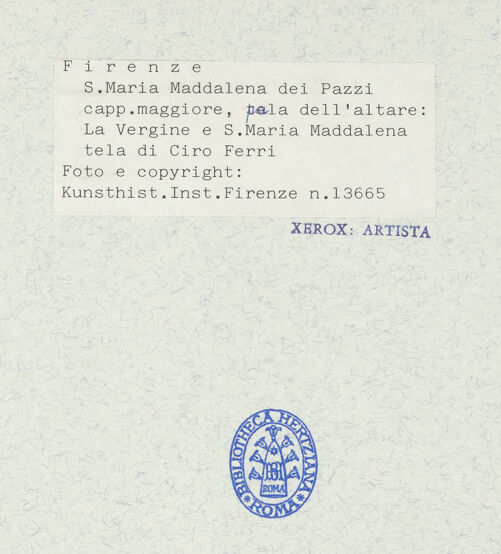 F i r e n z e
S.Maria Maddalena dei Pazzi
capp.maggiore, pala dell'altare:
La Vergine e S.Maria Maddalena
tela di Ciro Ferri
Foto e copyright:
Kunsthist.Inst.Firenze n.13665
XEROX: ARTISTA
BIBLIOTHECA HERTZIANA
ROMA
* ROMA *